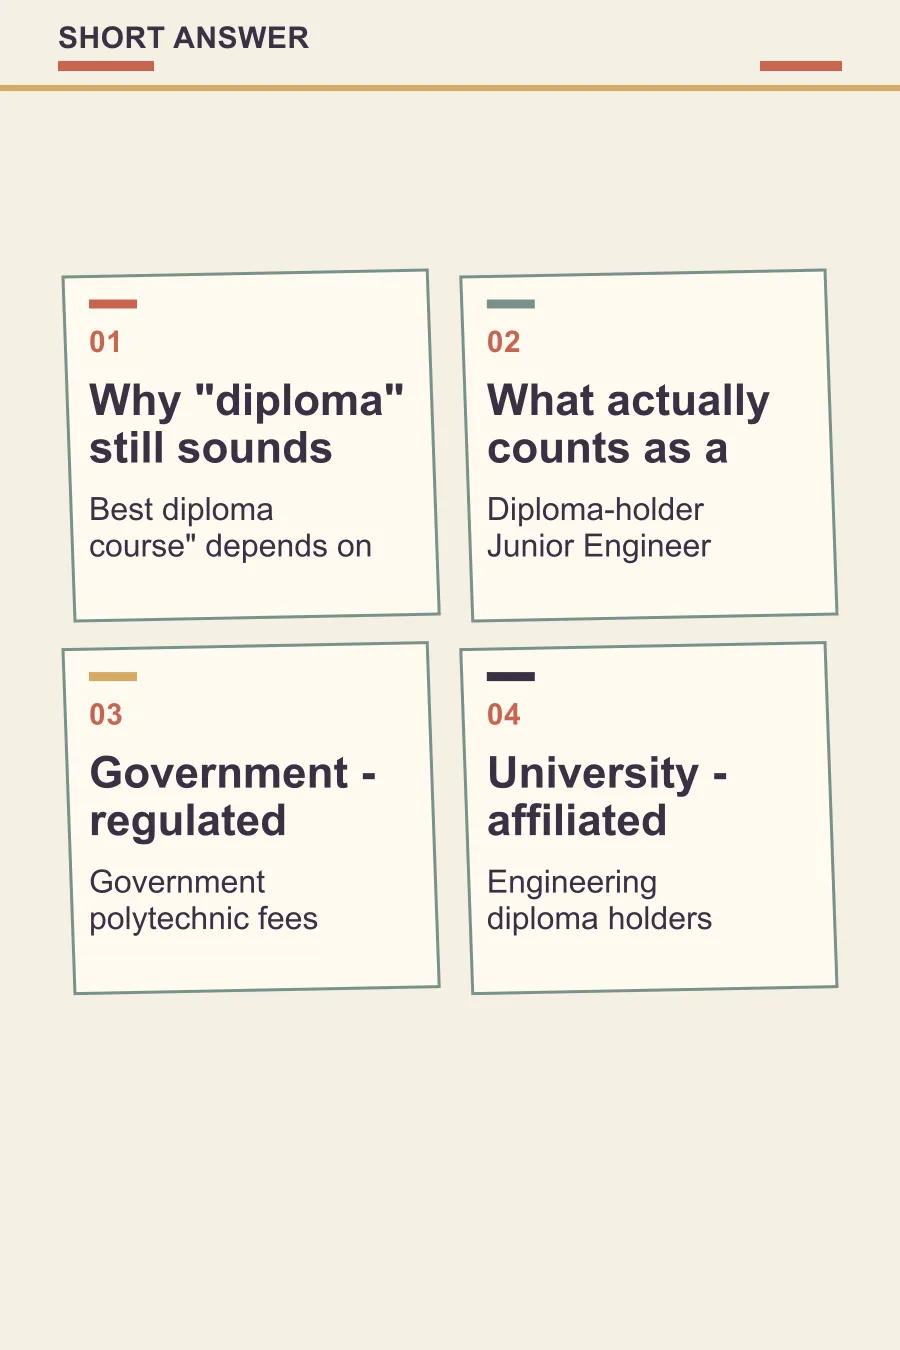 SHORT ANSWER
01
Why "diploma"
still sounds
Best diploma
course" depends on
02
What actually
counts as a
Diploma-holder
Junior Engineer
03
Government -
regulated
Government
polytechnic fees
04
University -
affiliated
Engineering
diploma holders